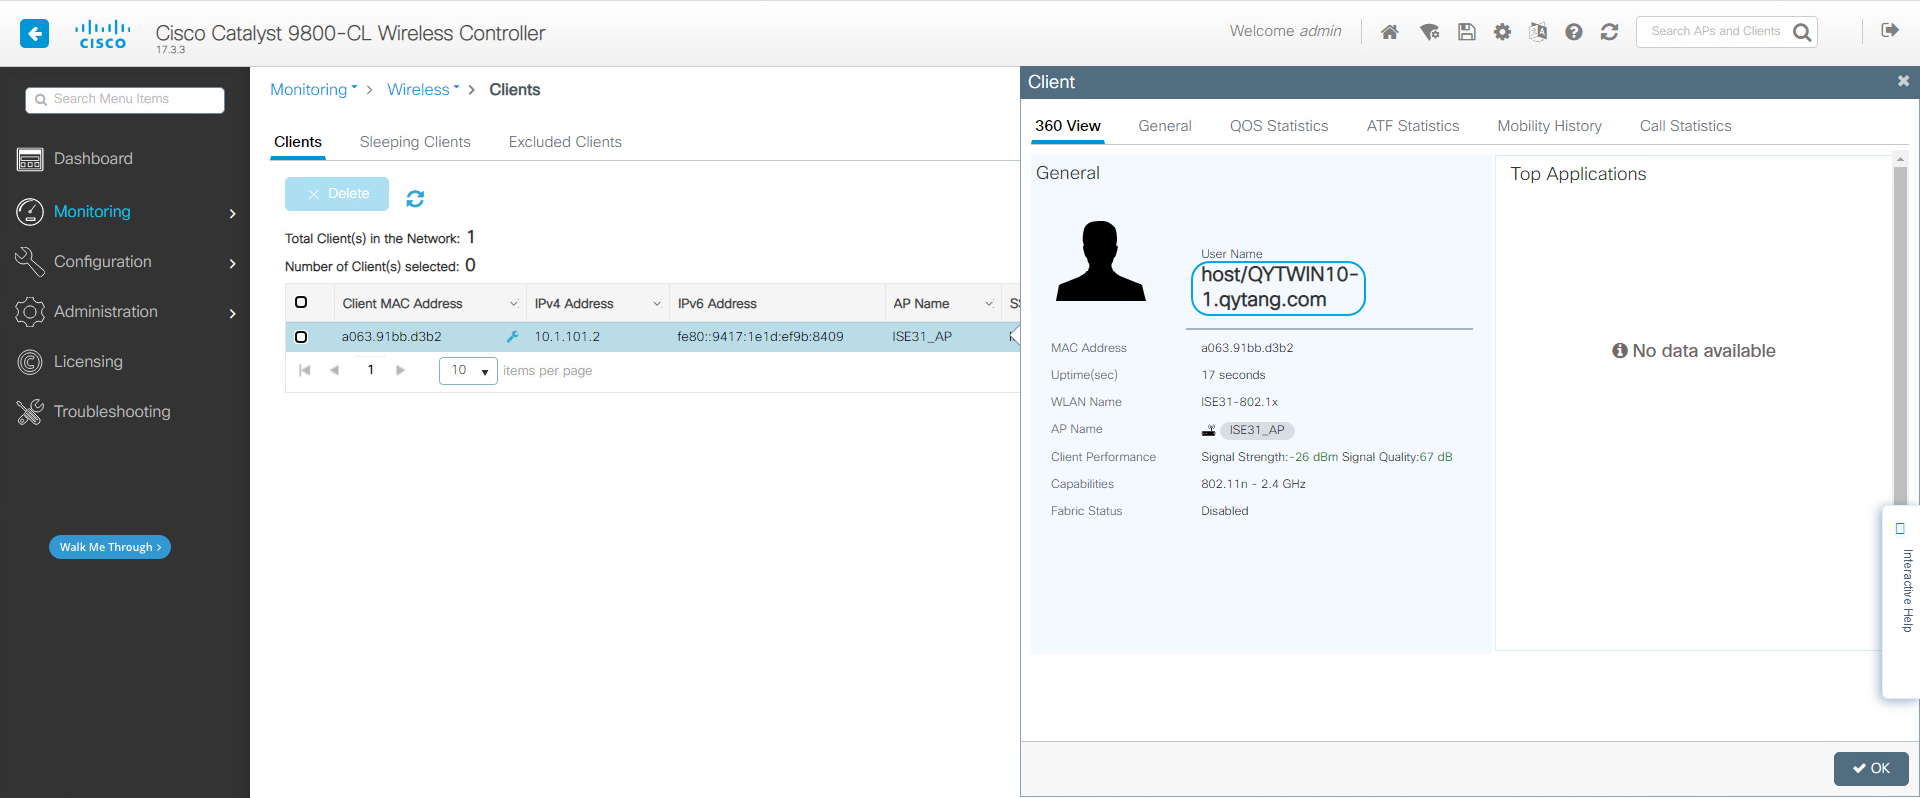 CISCO
Cisco Catalyst 9800-CL Wireless Controller
17.3.3
Welcome admin
Search APs and Clients
Search Menu Items
Dashboard
Monitoring
Configuration
Administration
Licensing
Troubleshooting
Walk Me Through >
Monitoring > Wireless > Clients
Clients Sleeping Clients Excluded Clients
× Delete
Total Client(s) in the Network: 1
Number of Client(s) selected: 0
Client MAC Address IPv4 Address IPv6 Address AP Name
a063.91bb.d3b2 10.1.101.2 fe80::9417:1e1d:ef9b:8409 ISE31_AP
1 10 items per page
Client
360 View General QOS Statistics ATF Statistics Mobility History Call Statistics
General
User Name
host/QYTWIN10-
1.qytang.com
MAC Address a063.91bb.d3b2
Uptime(sec) 17 seconds
WLAN Name ISE31-802.1x
AP Name ISE31_AP
Client Performance Signal Strength:-26 dBm Signal Quality:67 dB
Capabilities 802.11n - 2.4 GHz
Fabric Status Disabled
Top Applications
No data available
Interactive Help
OK